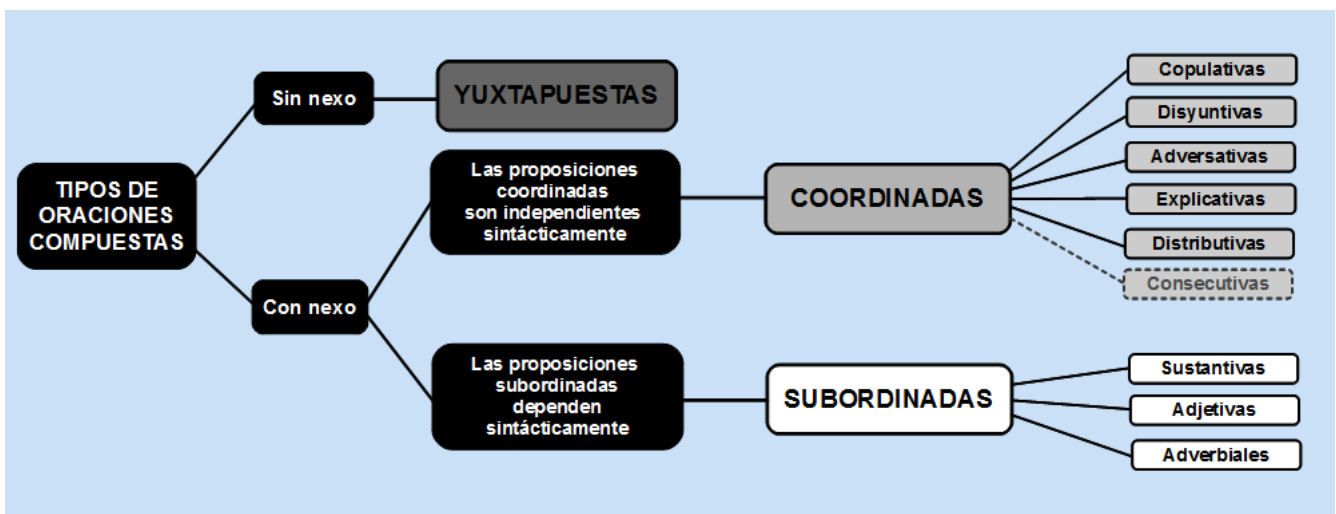 TIPOS DE
ORACIONES
COMPUESTAS
Sin nexo
YUXTAPUESTAS
Con nexo
Las proposiciones
coordinadas
son independientes
sintácticamente
COORDINADAS
Copulativas
Disyuntivas
Adversativas
Explicativas
Distributivas
Consecutivas
Las proposiciones
subordinadas
dependen
sintácticamente
SUBORDINADAS
Sustantivas
Adjetivas
Adverbiales